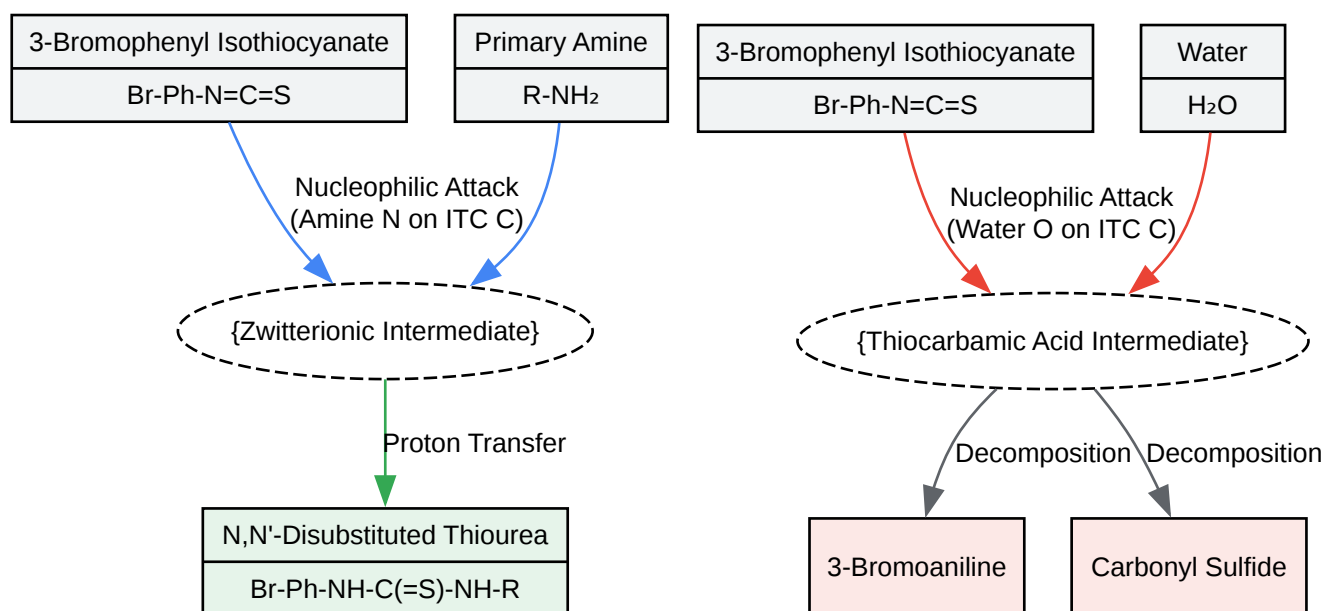 3-Bromophenyl Isothiocyanate
Br-Ph-N=C=S
Primary Amine
R-NH₂
Nucleophilic Attack
(Amine N on ITC C)
{Zwitterionic Intermediate}
Proton Transfer
N,N'-Disubstituted Thiourea
Br-Ph-NH-C(=S)-NH-R
3-Bromophenyl Isothiocyanate
Br-Ph-N=C=S
Water
H₂O
Nucleophilic Attack
(Water O on ITC C)
{Thiocarbamic Acid Intermediate}
Decomposition
Decomposition
3-Bromoaniline
Carbonyl Sulfide